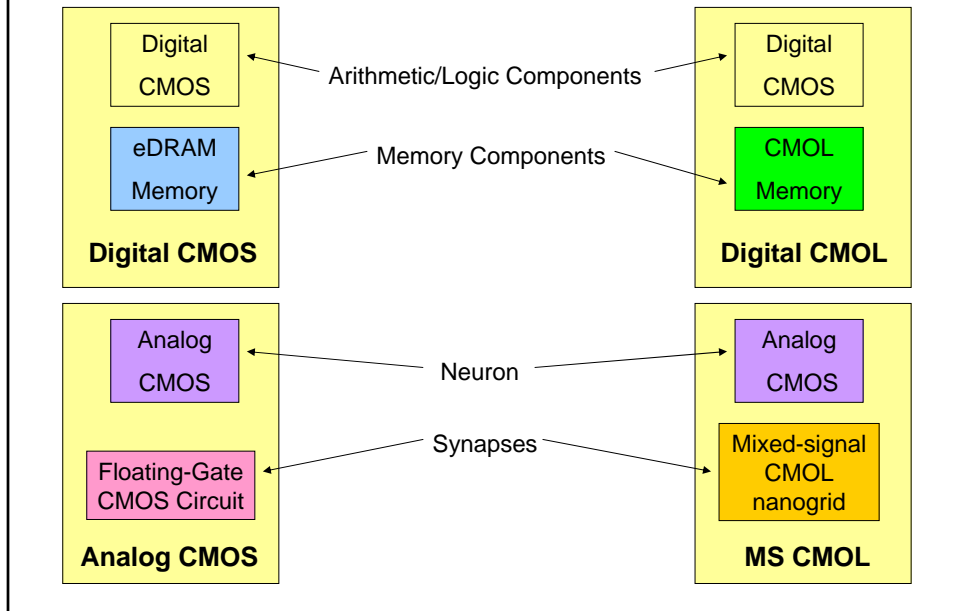 Digital
CMOS
eDRAM
Memory
Digital CMOS
Arithmetic/Logic Components
Memory Components
Digital
CMOS
CMOL
Memory
Digital CMOL
Analog
CMOS
Floating-Gate
CMOS Circuit
Analog CMOS
Neuron
Synapses
Analog
CMOS
Mixed-signal
CMOL
nanogrid
MS CMOL